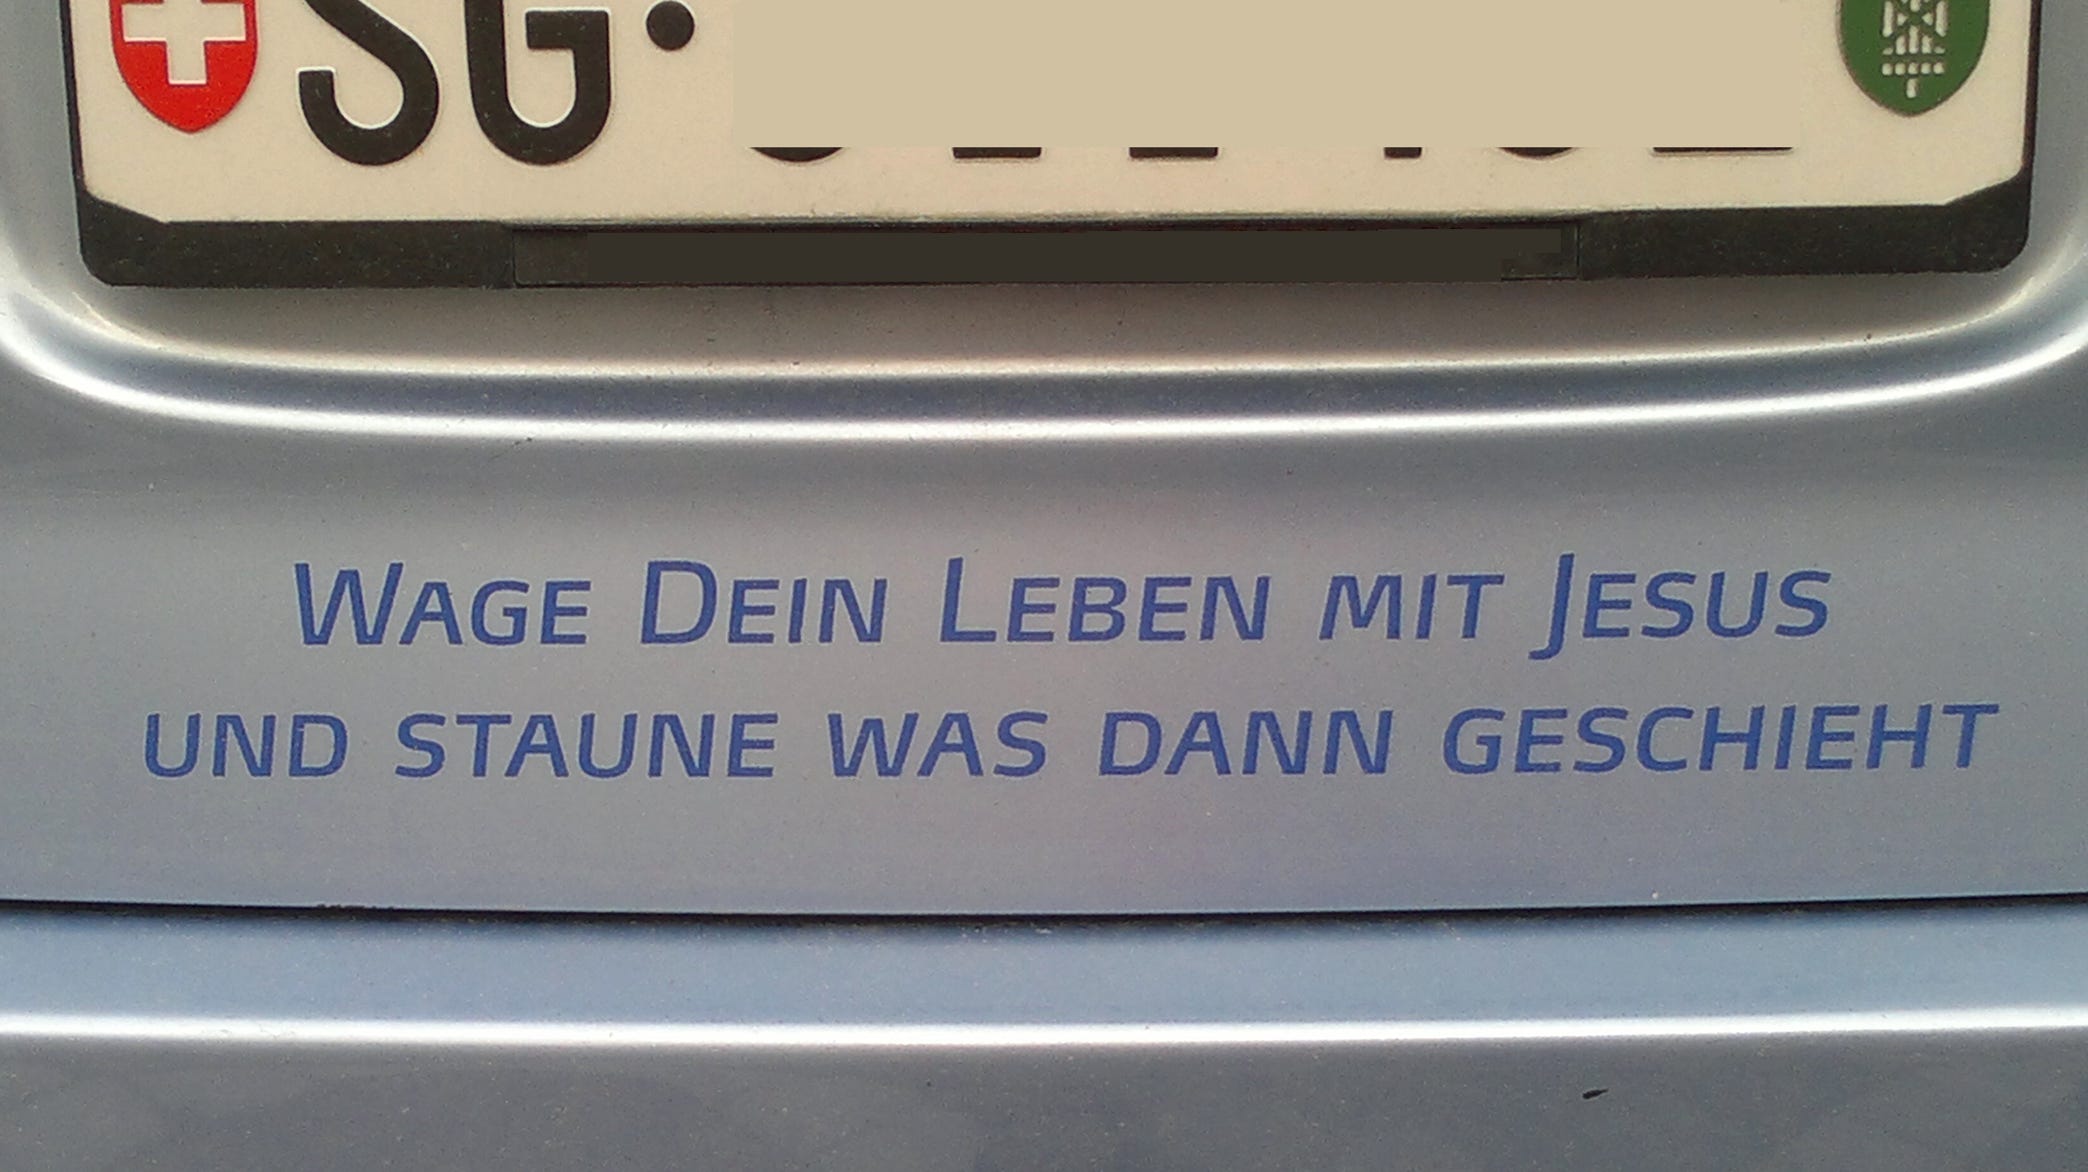 SG·
WAGE DEIN LEBEN MIT JESUS
UND STAUNE WAS DANN GESCHIEHT